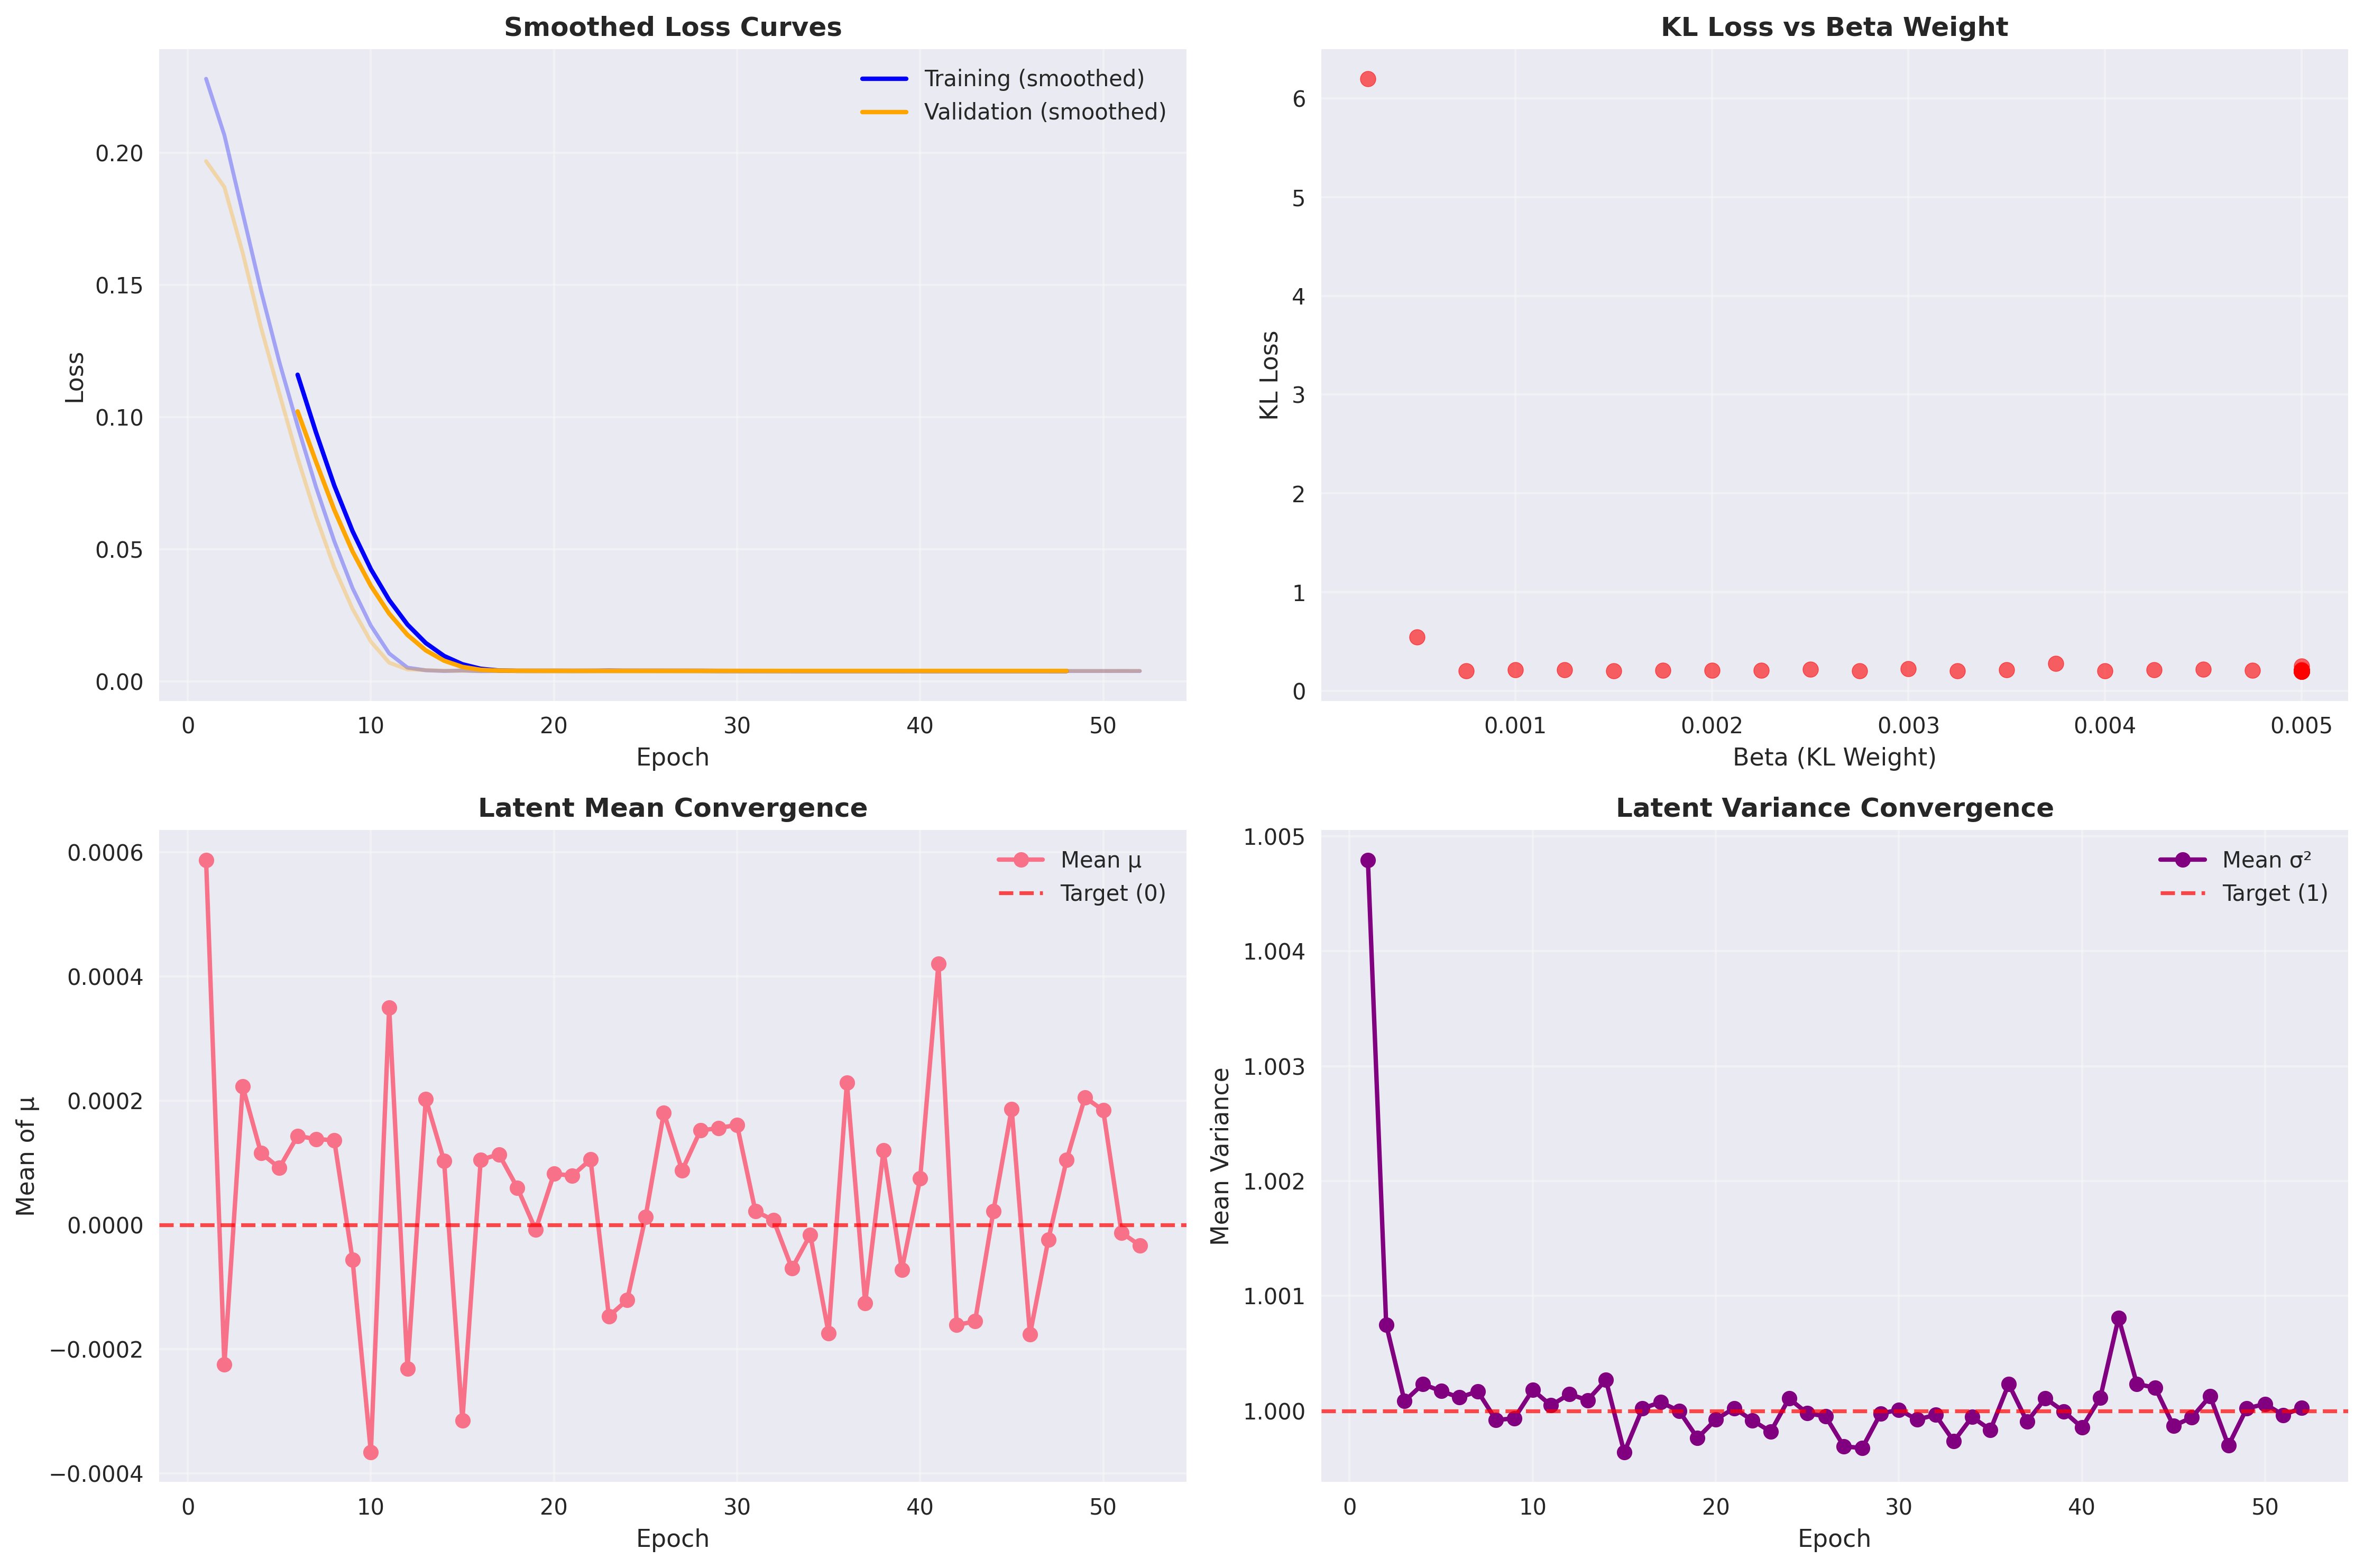 Smoothed Loss Curves
Training (smoothed)
Validation (smoothed)
Loss
0.20
0.15
0.10
0.05
0.00
0 10 20 30 40 50
Epoch
KL Loss vs Beta Weight
KL Loss
6
5
4
3
2
1
0
0.001 0.002 0.003 0.004 0.005
Beta (KL Weight)
Latent Mean Convergence
Mean μ
Target (0)
Mean of μ
0.0006
0.0004
0.0002
0.0000
−0.0002
−0.0004
0 10 20 30 40 50
Epoch
Latent Variance Convergence
Mean σ²
Target (1)
Mean Variance
1.005
1.004
1.003
1.002
1.001
1.000
0 10 20 30 40 50
Epoch